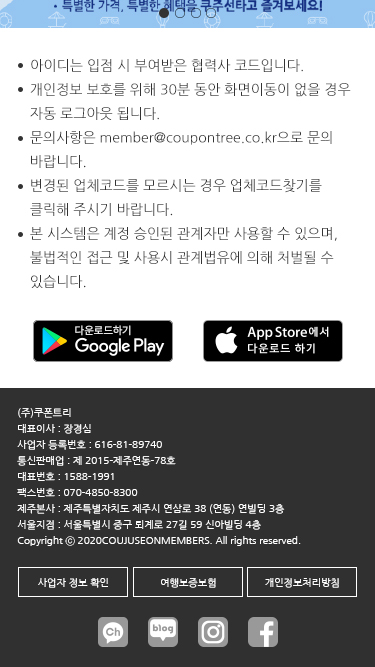 • 특별한 가격, 특별한 혜택을 쿠주선타고 즐겨보세요!
• 아이디는 입점 시 부여받은 협력사 코드입니다.
• 개인정보 보호를 위해 30분 동안 화면이동이 없을 경우
자동 로그아웃 됩니다.
• 문의사항은 member@coupontree.co.kr으로 문의
바랍니다.
• 변경된 업체코드를 모르시는 경우 업체코드찾기를
클릭해 주시기 바랍니다.
• 본 시스템은 계정 승인된 관계자만 사용할 수 있으며,
불법적인 접근 및 사용시 관계법유에 의해 처벌될 수
있습니다.
다운로드하기
Google Play
App Store에서
다운로드 하기
(주)쿠폰트리
대표이사 : 장경심
사업자 등록번호 : 616-81-89740
통신판매업 : 제 2015-제주연동-78호
대표번호 : 1588-1991
팩스번호 : 070-4850-8300
제주본사 : 제주특별자치도 제주시 연삼로 38 (연동) 연빌딩 3층
서울지점 : 서울특별시 중구 퇴계로 27길 59 신아빌딩 4층
Copyright ⓒ 2020COUJUSEONMEMBERS. All rights reserved.
사업자 정보 확인
여행보증보험
개인정보처리방침
Ch
blog